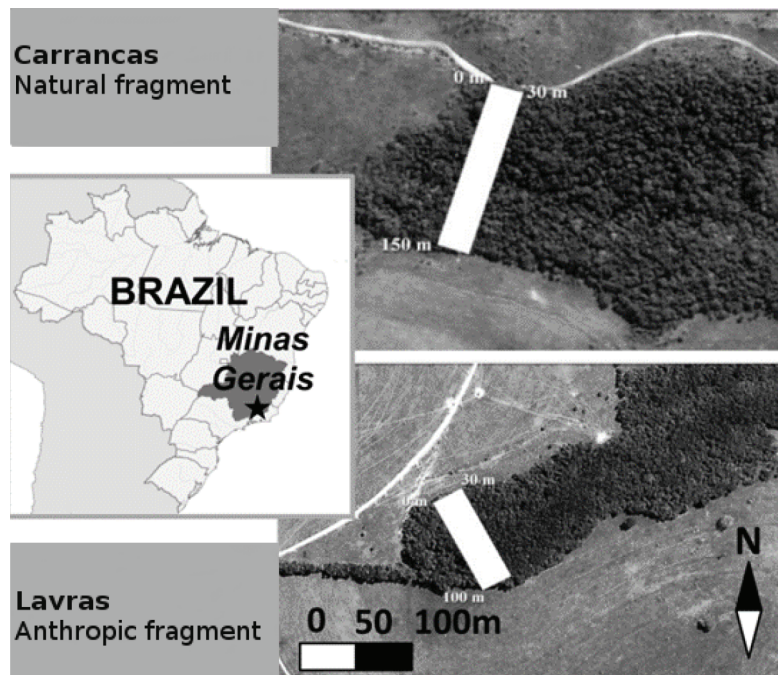 Carrancas
Natural fragment
0 m
30 m
150 m
BRAZIL
Minas
Gerais
30 m
0 m
100 m
Lavras
Anthropic fragment
0 50 100m
N